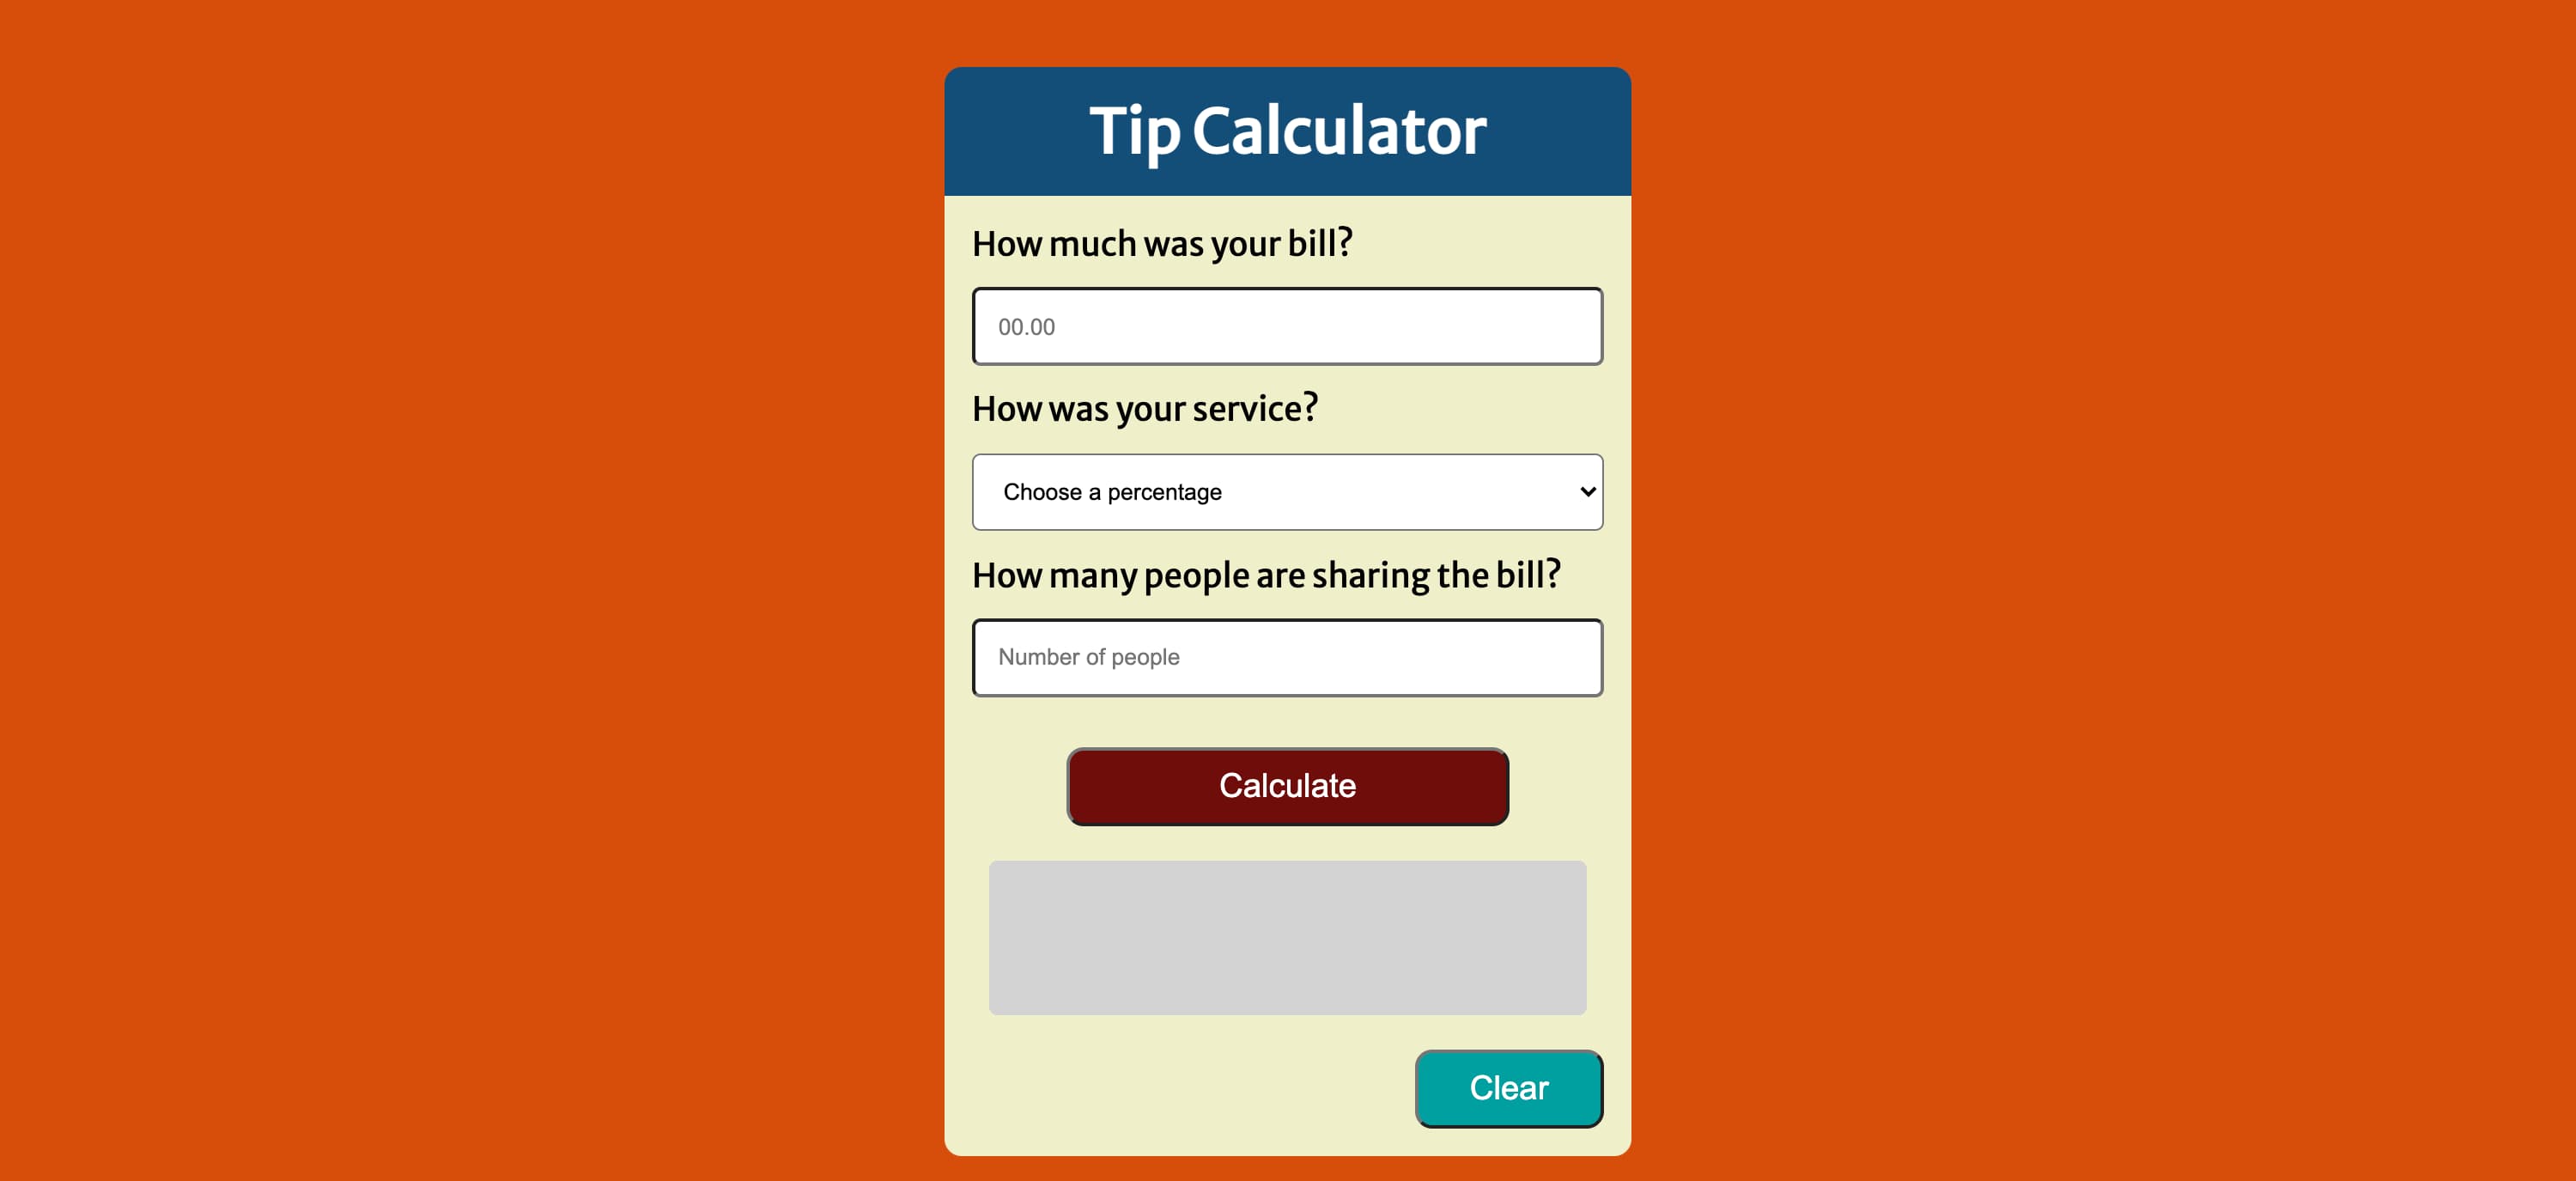 Tip Calculator
How much was your bill?
00.00
How was your service?
Choose a percentage
How many people are sharing the bill?
Number of people
Calculate
Clear